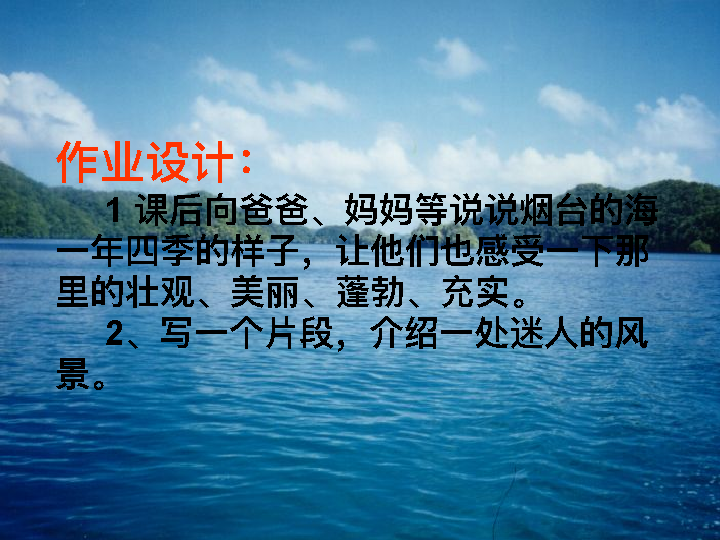 作业设计：
1 课后向爸爸、妈妈等说说烟台的海
一年四季的样子，让他们也感受一下那
里的壮观、美丽、蓬勃、充实。
2、写一个片段，介绍一处迷人的风
景。